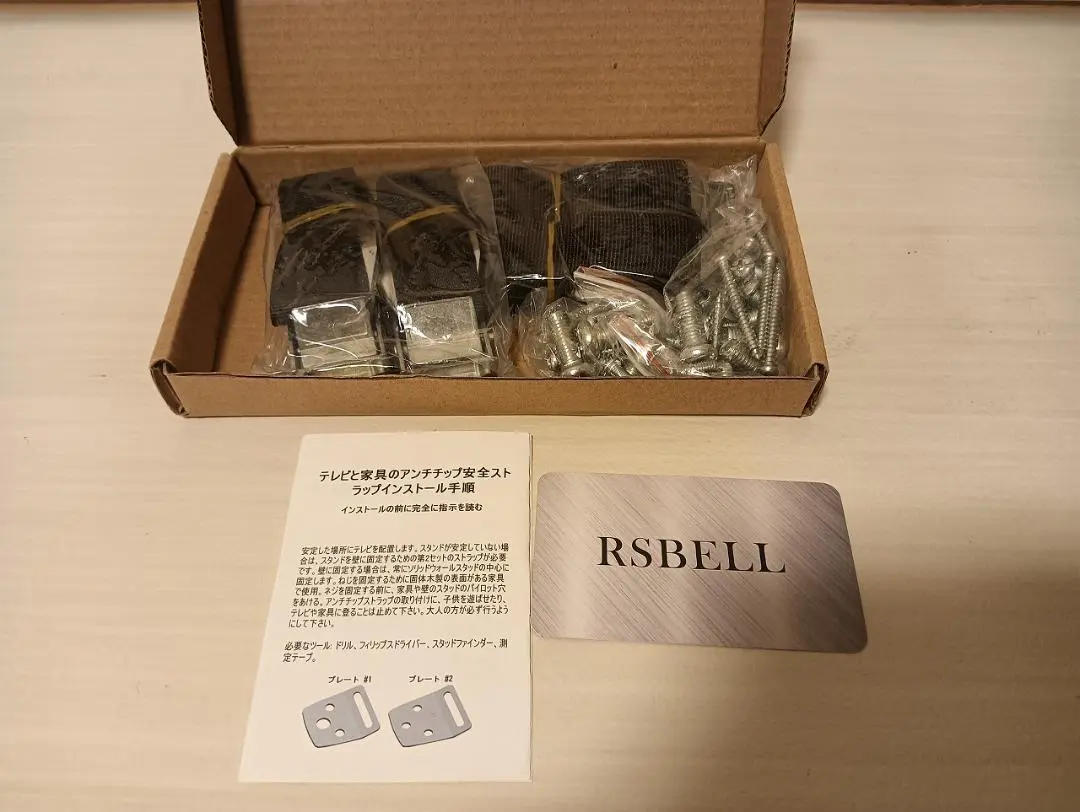 テレビと家具のアンチチップ安全スト
ラップインストール手順
インストールの前に完全に指示を読む
安定した場所にテレビを配置します。スタンドが安定していない場
合は、スタンドを壁に固定するための第2セットのストラップが必要
です。壁に固定する場合は、常にソリッドウォールスタッドの中心に
固定します。ねじを固定するために固体木製の表面がある家具
で使用。ネジを固定する前に、家具や壁のスタッドのパイロット穴
をあける。アンチチップストラップの取り付けに、子供を遊ばせたり、
テレビや家具に登ることは止めて下さい。大人の方が必ず行うよう
にして下さい。
必要なツール: ドリル、フィリップスドライバー、スタッドファインダー、測
定テープ。
プレート #1
プレート #2
RSBELL